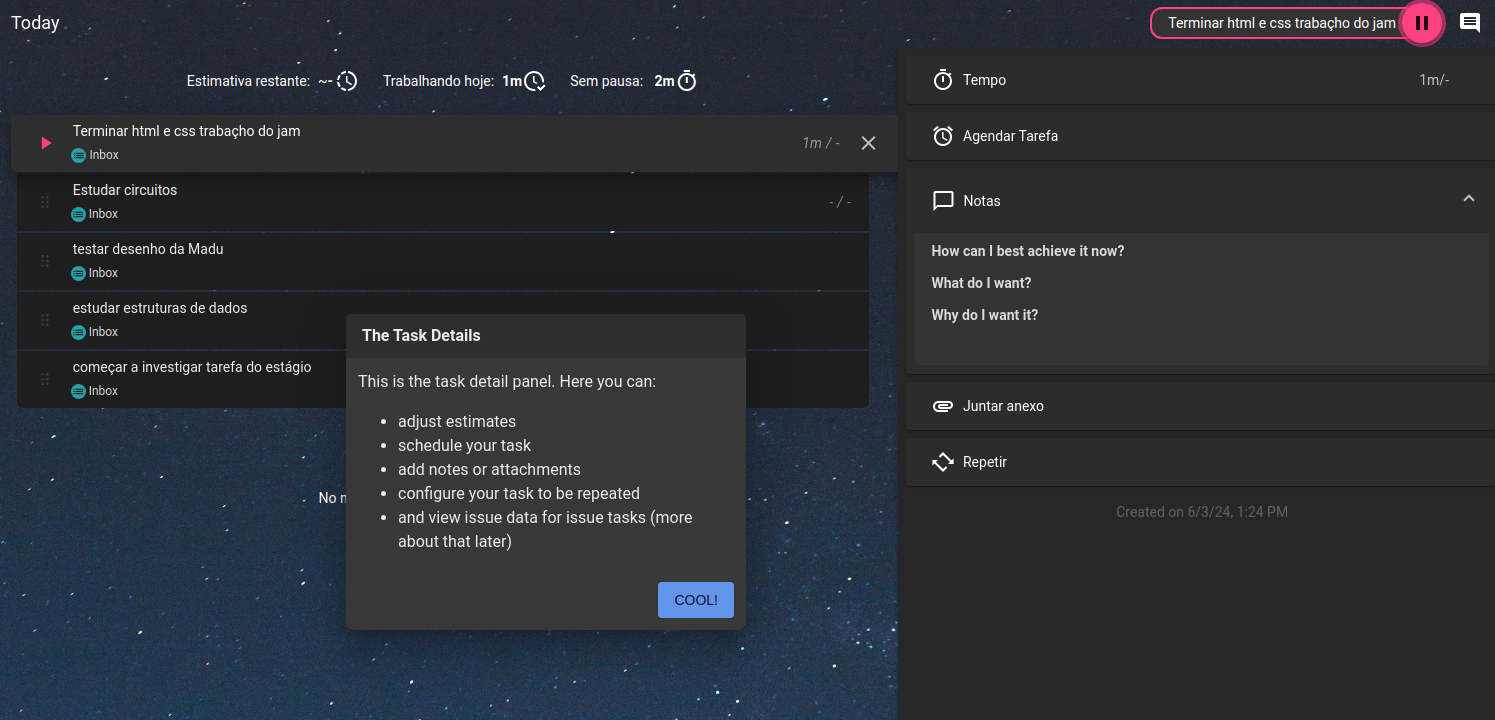 Today
Terminar html e css trabaçho do jam
Estimativa restante: ~-
Trabalhando hoje: 1m
Sem pausa: 2m
Terminar html e css trabaçho do jam
Inbox
1m / -
Estudar circuitos
Inbox
- / -
testar desenho da Madu
Inbox
estudar estruturas de dados
Inbox
começar a investigar tarefa do estágio
Inbox
No
The Task Details
This is the task detail panel. Here you can:
adjust estimates
schedule your task
add notes or attachments
configure your task to be repeated
and view issue data for issue tasks (more
about that later)
COOL!
Tempo
1m/-
Agendar Tarefa
Notas
How can I best achieve it now?
What do I want?
Why do I want it?
Juntar anexo
Repetir
Created on 6/3/24, 1:24 PM